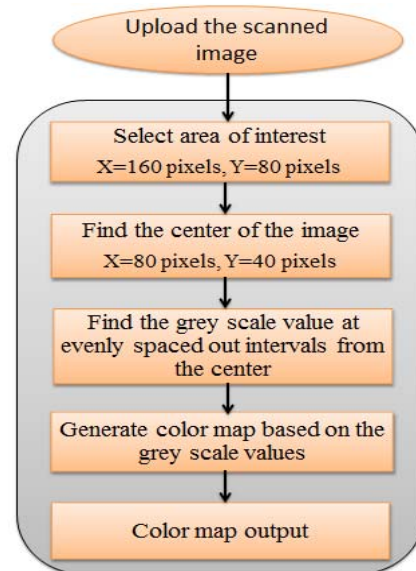 Upload the scanned
image
Select area of interest
X=160 pixels, Y=80 pixels
Find the center of the image
X=80 pixels, Y=40 pixels
Find the grey scale value at
evenly spaced out intervals from
the center
Generate color map based on the
grey scale values
Color map output